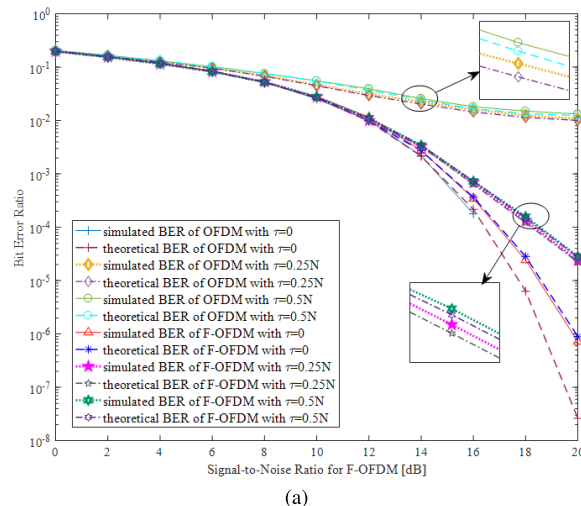 10^0
10^-1
10^-2
10^-3
10^-4
10^-5
10^-6
10^-7
10^-8
Bit Error Ratio
simulated BER of OFDM with τ=0
theoretical BER of OFDM with τ=0
simulated BER of OFDM with τ=0.25N
theoretical BER of OFDM with τ=0.25N
simulated BER of OFDM with τ=0.5N
theoretical BER of OFDM with τ=0.5N
simulated BER of F-OFDM with τ=0
theoretical BER of F-OFDM with τ=0
simulated BER of F-OFDM with τ=0.25N
theoretical BER of F-OFDM with τ=0.25N
simulated BER of F-OFDM with τ=0.5N
theoretical BER of F-OFDM with τ=0.5N
0 2 4 6 8 10 12 14 16 18 20
Signal-to-Noise Ratio for F-OFDM [dB]
(a)